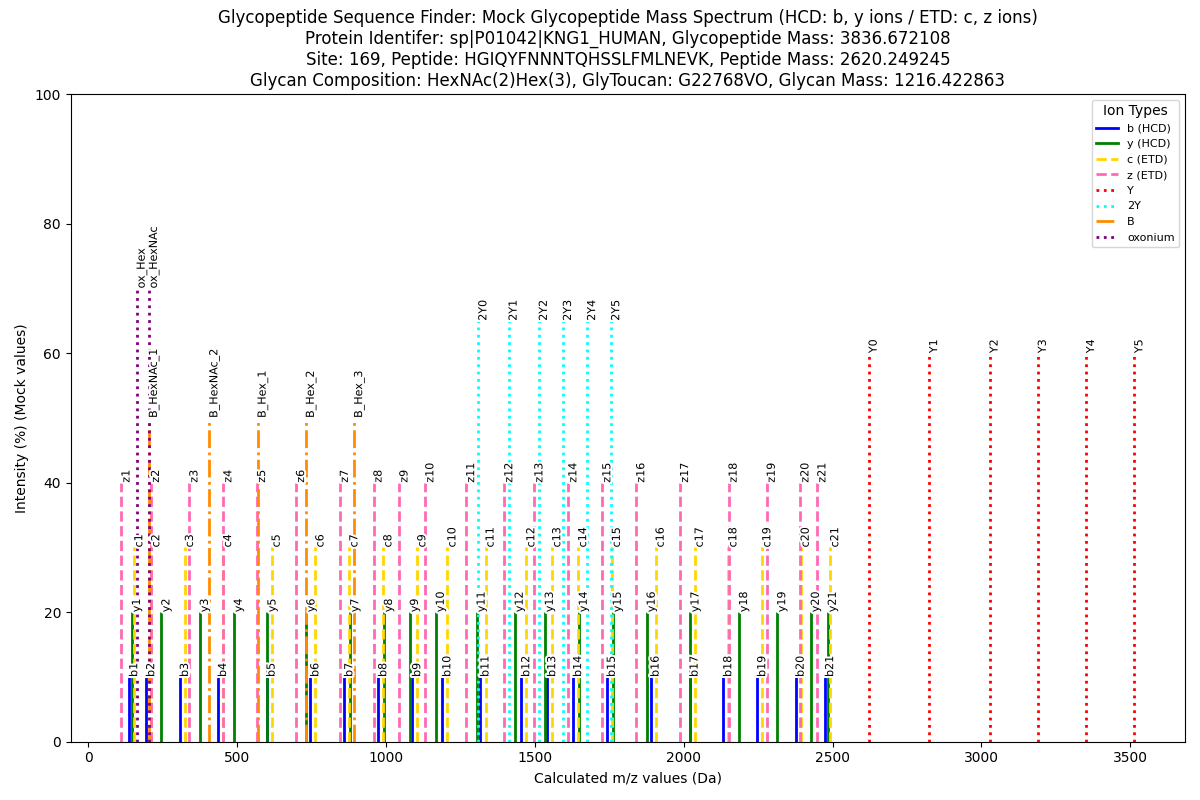 Glycopeptide Sequence Finder: Mock Glycopeptide Mass Spectrum (HCD: b, y ions / ETD: c, z ions)
Protein Identifer: sp|P01042|KNG1_HUMAN, Glycopeptide Mass: 3836.672108
Site: 169, Peptide: HGIQYFNNNTQHSSLFMLNEVK, Peptide Mass: 2620.249245
Glycan Composition: HexNAc(2)Hex(3), GlyToucan: G22768VO, Glycan Mass: 1216.422863
Intensity (%) (Mock values)
100
80
60
40
20
0
Ion Types
b (HCD)
y (HCD)
c (ETD)
z (ETD)
Y
2Y
B
oxonium
ox_Hex
ox_HexNAc
2Y0 2Y1 2Y2 2Y3 2Y4 2Y5
Y0 Y1 Y2 Y3 Y4 Y5
B_HexNAc_1 B_HexNAc_2 B_Hex_1 B_Hex_2 B_Hex_3
z1 z2 z3 z4 z5 z6 z7 z8 z9 z10 z11 z12 z13 z14 z15 z16 z17 z18 z19 z20 z21
c1 c2 c3 c4 c5 c6 c7 c8 c9 c10 c11 c12 c13 c14 c15 c16 c17 c18 c19 c20 c21
y1 y2 y3 y4 y5 y6 y7 y8 y9 y10 y11 y12 y13 y14 y15 y16 y17 y18 y19 y20 y21
b1 b2 b3 b4 b5 b6 b7 b8 b9 b10 b11 b12 b13 b14 b15 b16 b17 b18 b19 b20 b21
0 500 1000 1500 2000 2500 3000 3500
Calculated m/z values (Da)